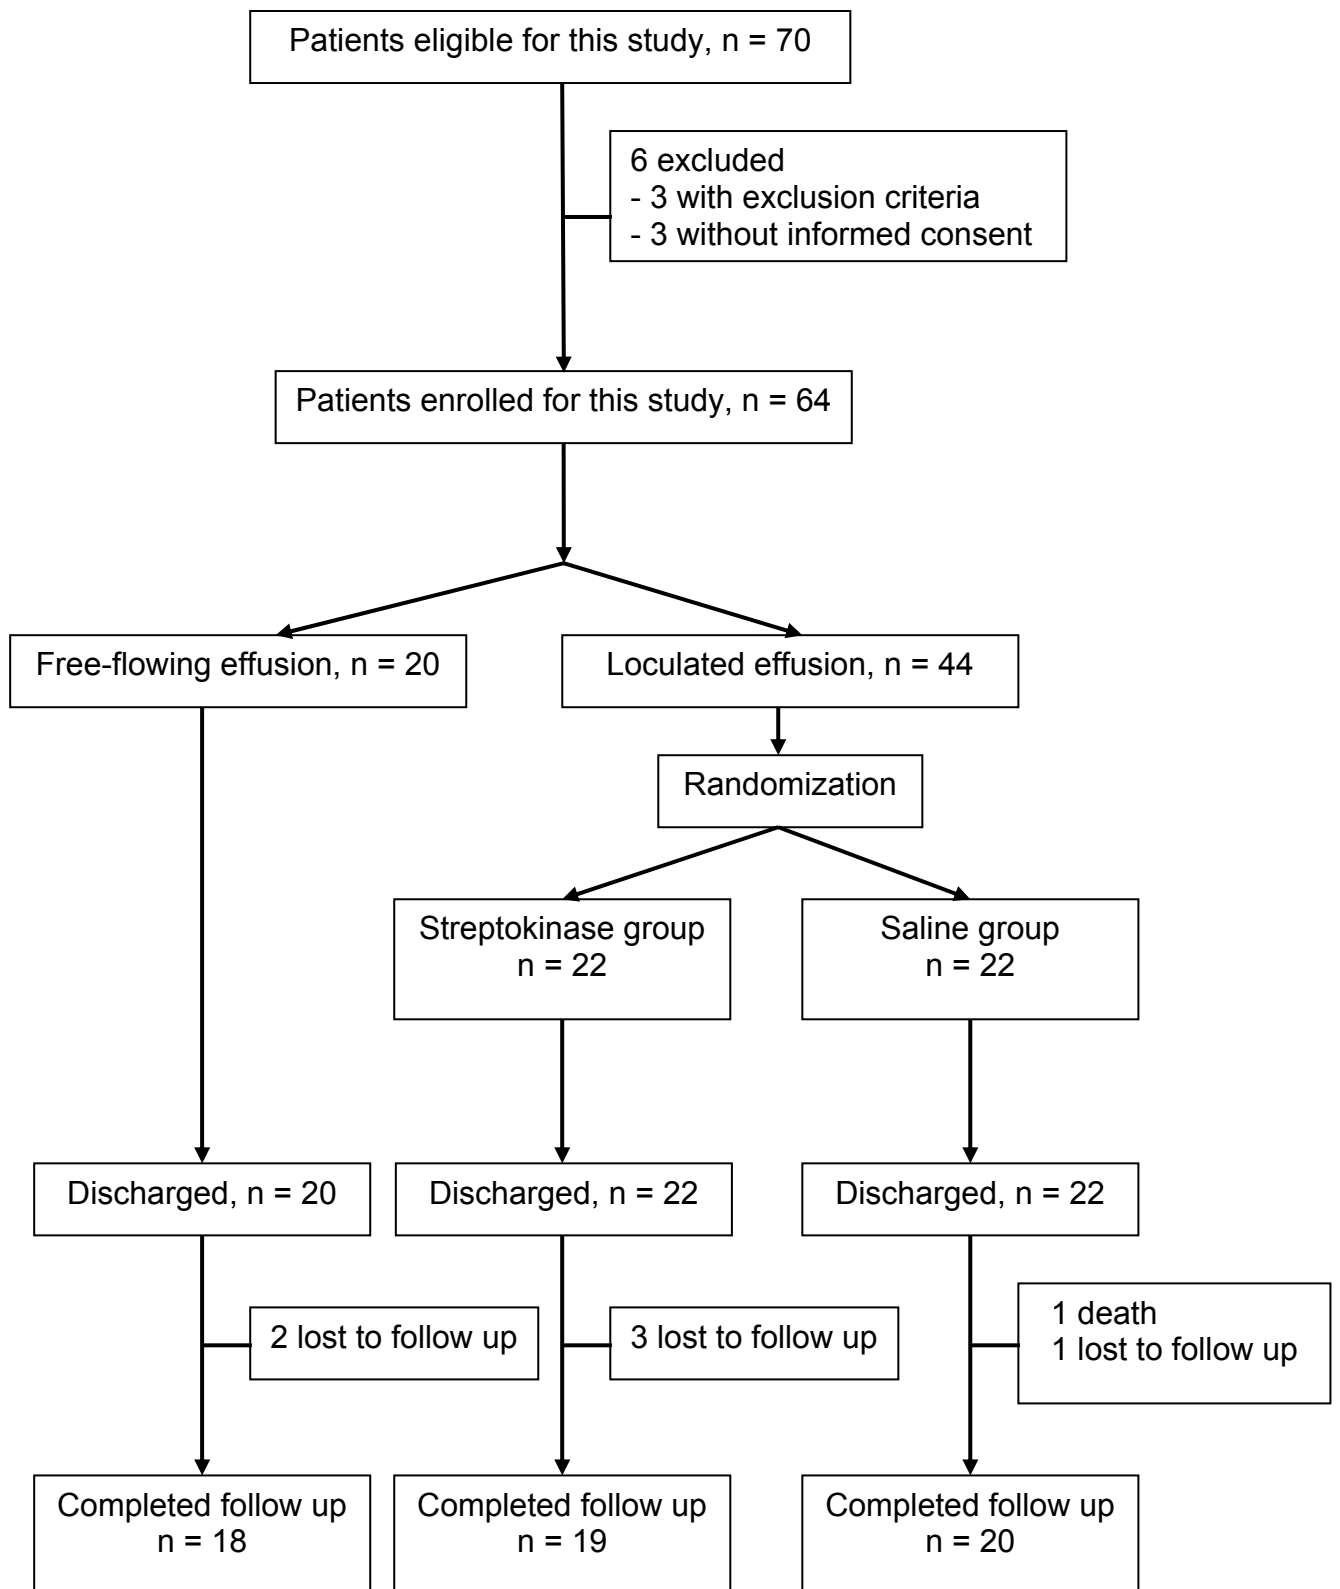 Patients eligible for this study, n = 70
6 excluded
- 3 with exclusion criteria
- 3 without informed consent
Patients enrolled for this study, n = 64
Free-flowing effusion, n = 20
Loculated effusion, n = 44
Randomization
Streptokinase group
n = 22
Saline group
n = 22
Discharged, n = 20
Discharged, n = 22
Discharged, n = 22
2 lost to follow up
3 lost to follow up
1 death
1 lost to follow up
Completed follow up
n = 18
Completed follow up
n = 19
Completed follow up
n = 20